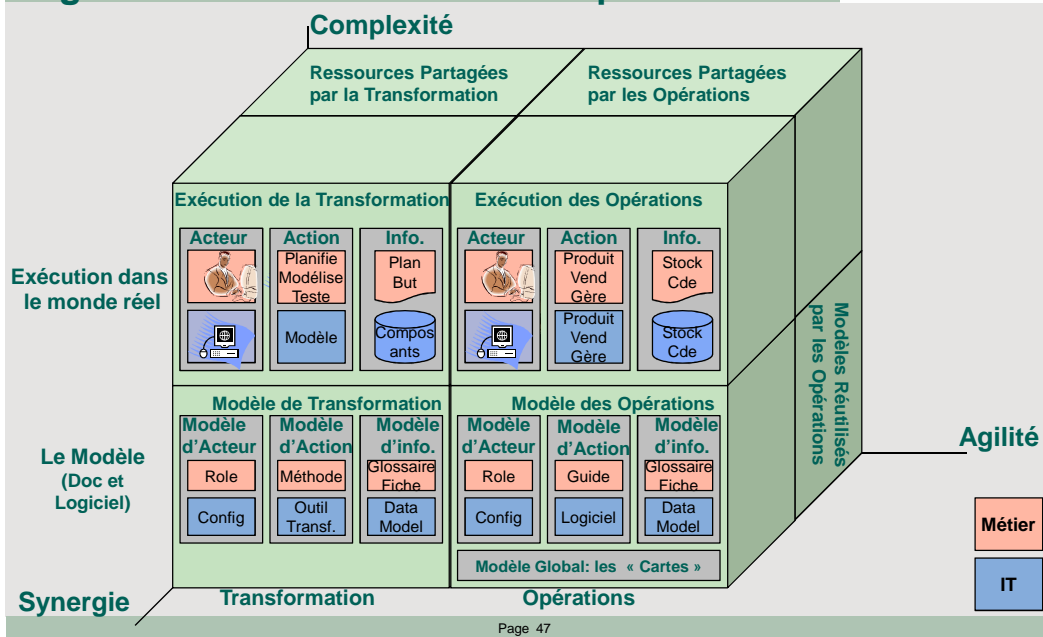 Complexité
Ressources Partagées
par la Transformation
Ressources Partagées
par les Opérations
Exécution de la Transformation
Exécution des Opérations
Acteur
Action
Info.
Acteur
Action
Info.
Planifie
Modélise
Teste
Plan
But
Produit
Vend
Gère
Stock
Cde
Exécution dans
le monde réel
Modèle
Compos
ants
Produit
Vend
Gère
Stock
Cde
Modèles Réutilisés
par les Opérations
Modèle de Transformation
Modèle des Opérations
Modèle
d'Acteur
Modèle
d'Action
Modèle
d'info.
Modèle
d'Acteur
Modèle
d'Action
Modèle
d'info.
Agilité
Le Modèle
(Doc et
Logiciel)
Role
Méthode
Glossaire
Fiche
Role
Guide
Glossaire
Fiche
Config
Outil
Transf.
Data
Model
Config
Logiciel
Data
Model
Métier
Modèle Global: les « Cartes »
IT
Synergie
Transformation
Opérations
Page 47